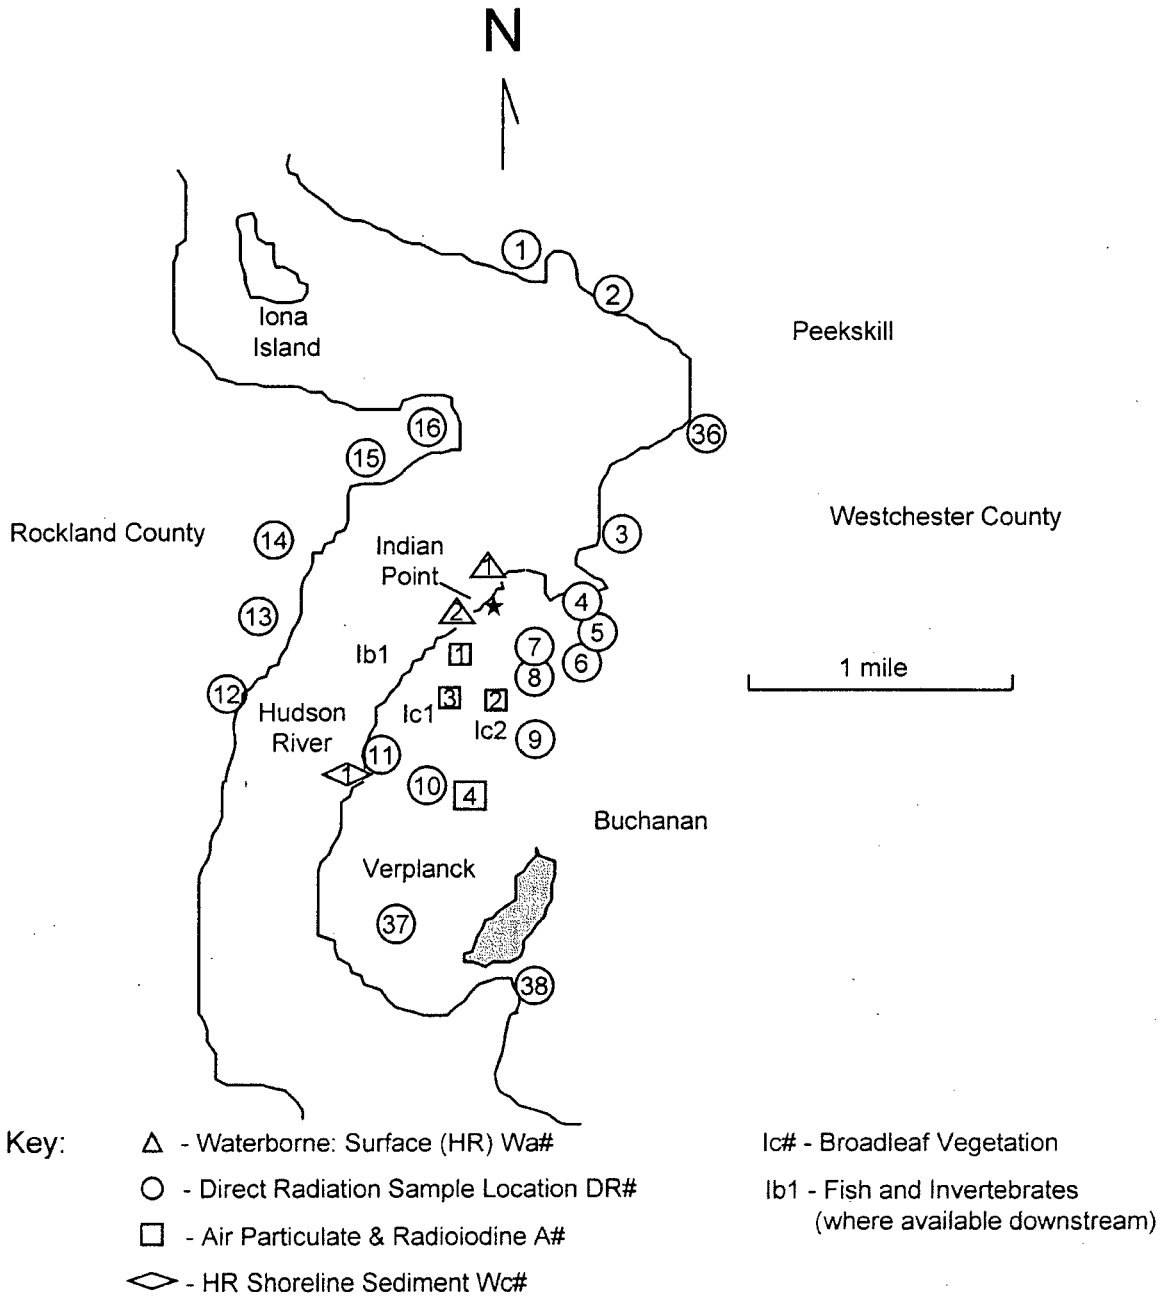 N
1
2
Iona
Island
Peekskill
16
36
15
Rockland County
14
Westchester County
3
Indian
Point
1
2
4
13
5
7
6
Ib1
1
8
1 mile
12
3
2
Ic1
Hudson
River
Ic2
9
11
1
10
4
Buchanan
Verplanck
37
38
Key:
- Waterborne: Surface (HR) Wa#
Ic# - Broadleaf Vegetation
- Direct Radiation Sample Location DR#
Ib1 - Fish and Invertebrates
(where available downstream)
- Air Particulate & Radioiodine A#
- HR Shoreline Sediment Wc#